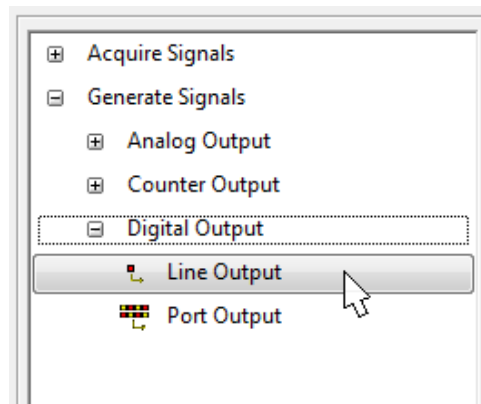 Acquire Signals
Generate Signals
Analog Output
Counter Output
Digital Output
Line Output
Port Output